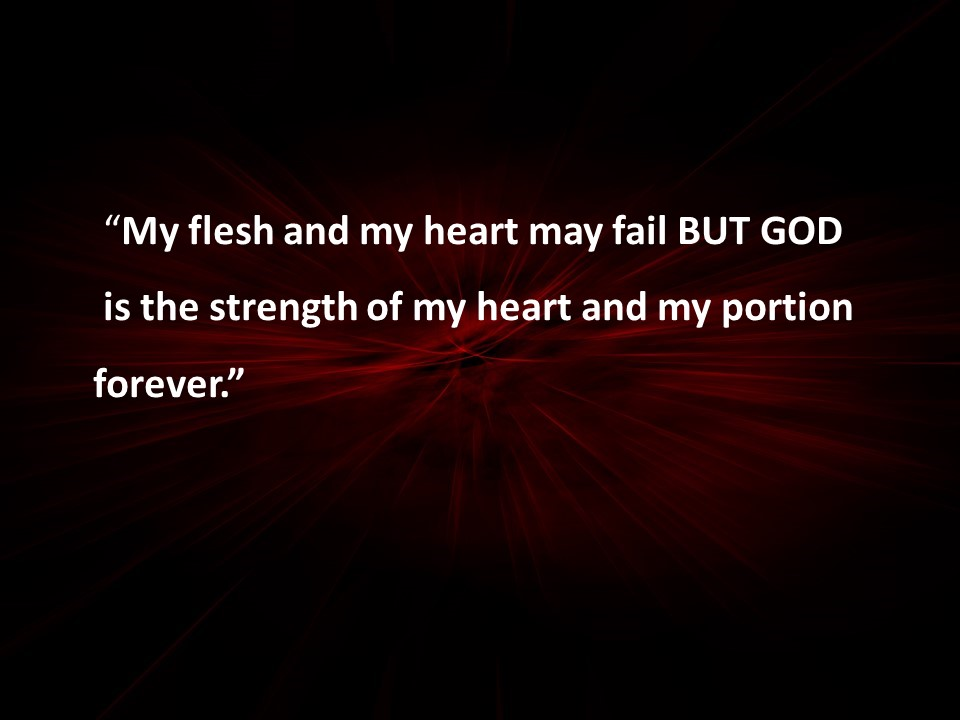 “My flesh and my heart may fail BUT GOD
is the strength of my heart and my portion
forever.”